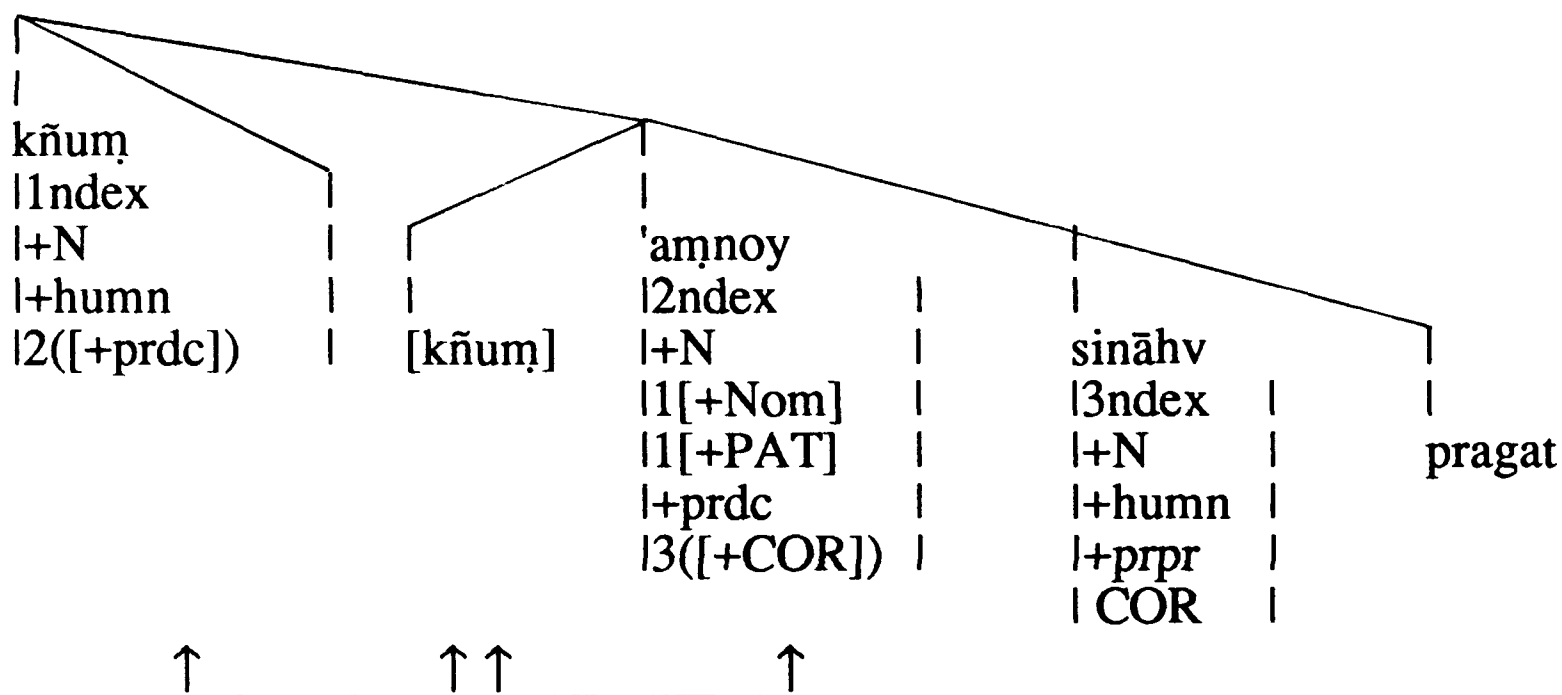 kñuṃ
1ndex
+N
+humn
2([+prdc])
[kñuṃ]
'aṃnoy
2ndex
+N
1[+Nom]
1[+PAT]
+prdc
3([+COR])
sināhv
3ndex
+N
+humn
+prpr
COR
pragat
↑ ↑ ↑ ↑